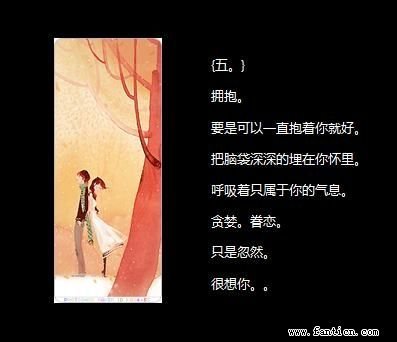 {五。}
拥抱。
要是可以一直抱着你就好。
把脑袋深深的埋在你怀里。
呼吸着只属于你的气息。
贪婪。眷恋。
只是忽然。
很想你。。
www.fanticn.com